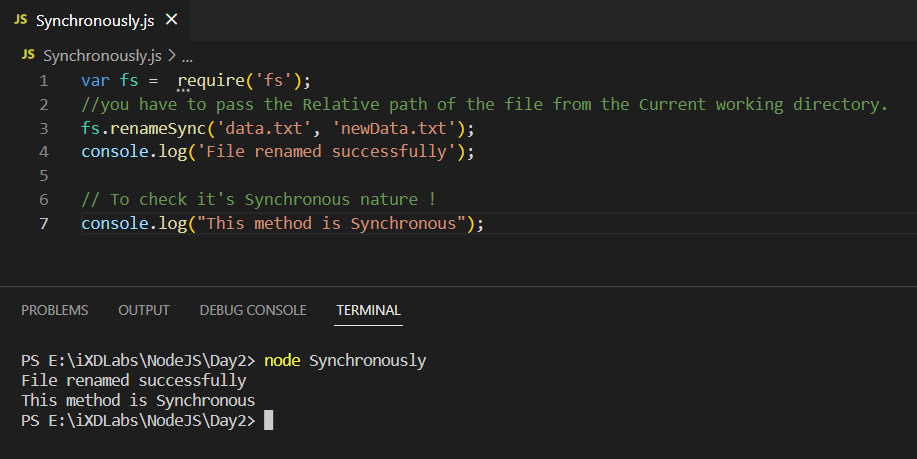 JS Synchronously.js ×
JS Synchronously.js > ...
1 var fs =  require('fs');
2 //you have to pass the Relative path of the file from the Current working directory.
3 fs.renameSync('data.txt', 'newData.txt');
4 console.log('File renamed successfully');
5
6 // To check it's Synchronous nature !
7 console.log("This method is Synchronous");
PROBLEMS OUTPUT DEBUG CONSOLE TERMINAL
PS E:\iXDLabs\NodeJS\Day2> node Synchronously
File renamed successfully
This method is Synchronous
PS E:\iXDLabs\NodeJS\Day2>